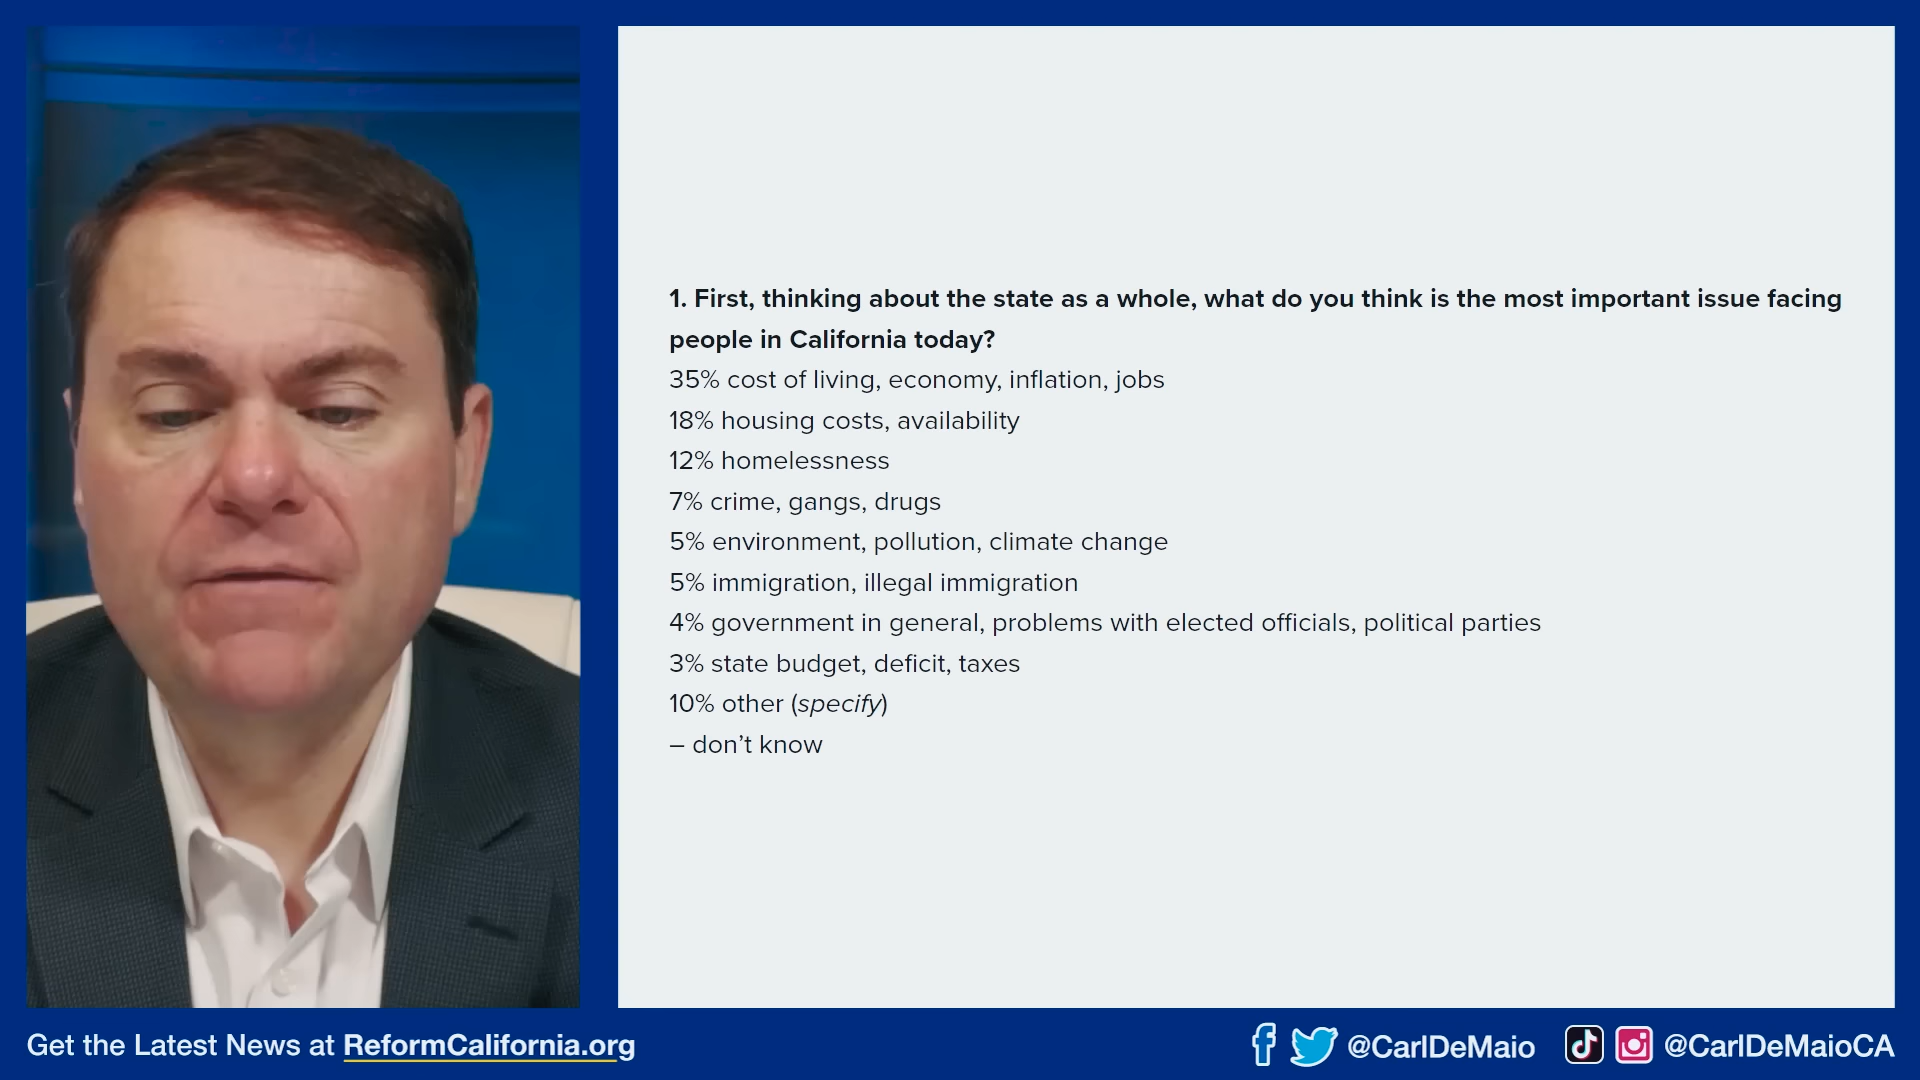 1. First, thinking about the state as a whole, what do you think is the most important issue facing
people in California today?
35% cost of living, economy, inflation, jobs
18% housing costs, availability
12% homelessness
7% crime, gangs, drugs
5% environment, pollution, climate change
5% immigration, illegal immigration
4% government in general, problems with elected officials, political parties
3% state budget, deficit, taxes
10% other (specify)
– don’t know
Get the Latest News at ReformCalifornia.org
@CarlDeMaio
@CarlDeMaioCA